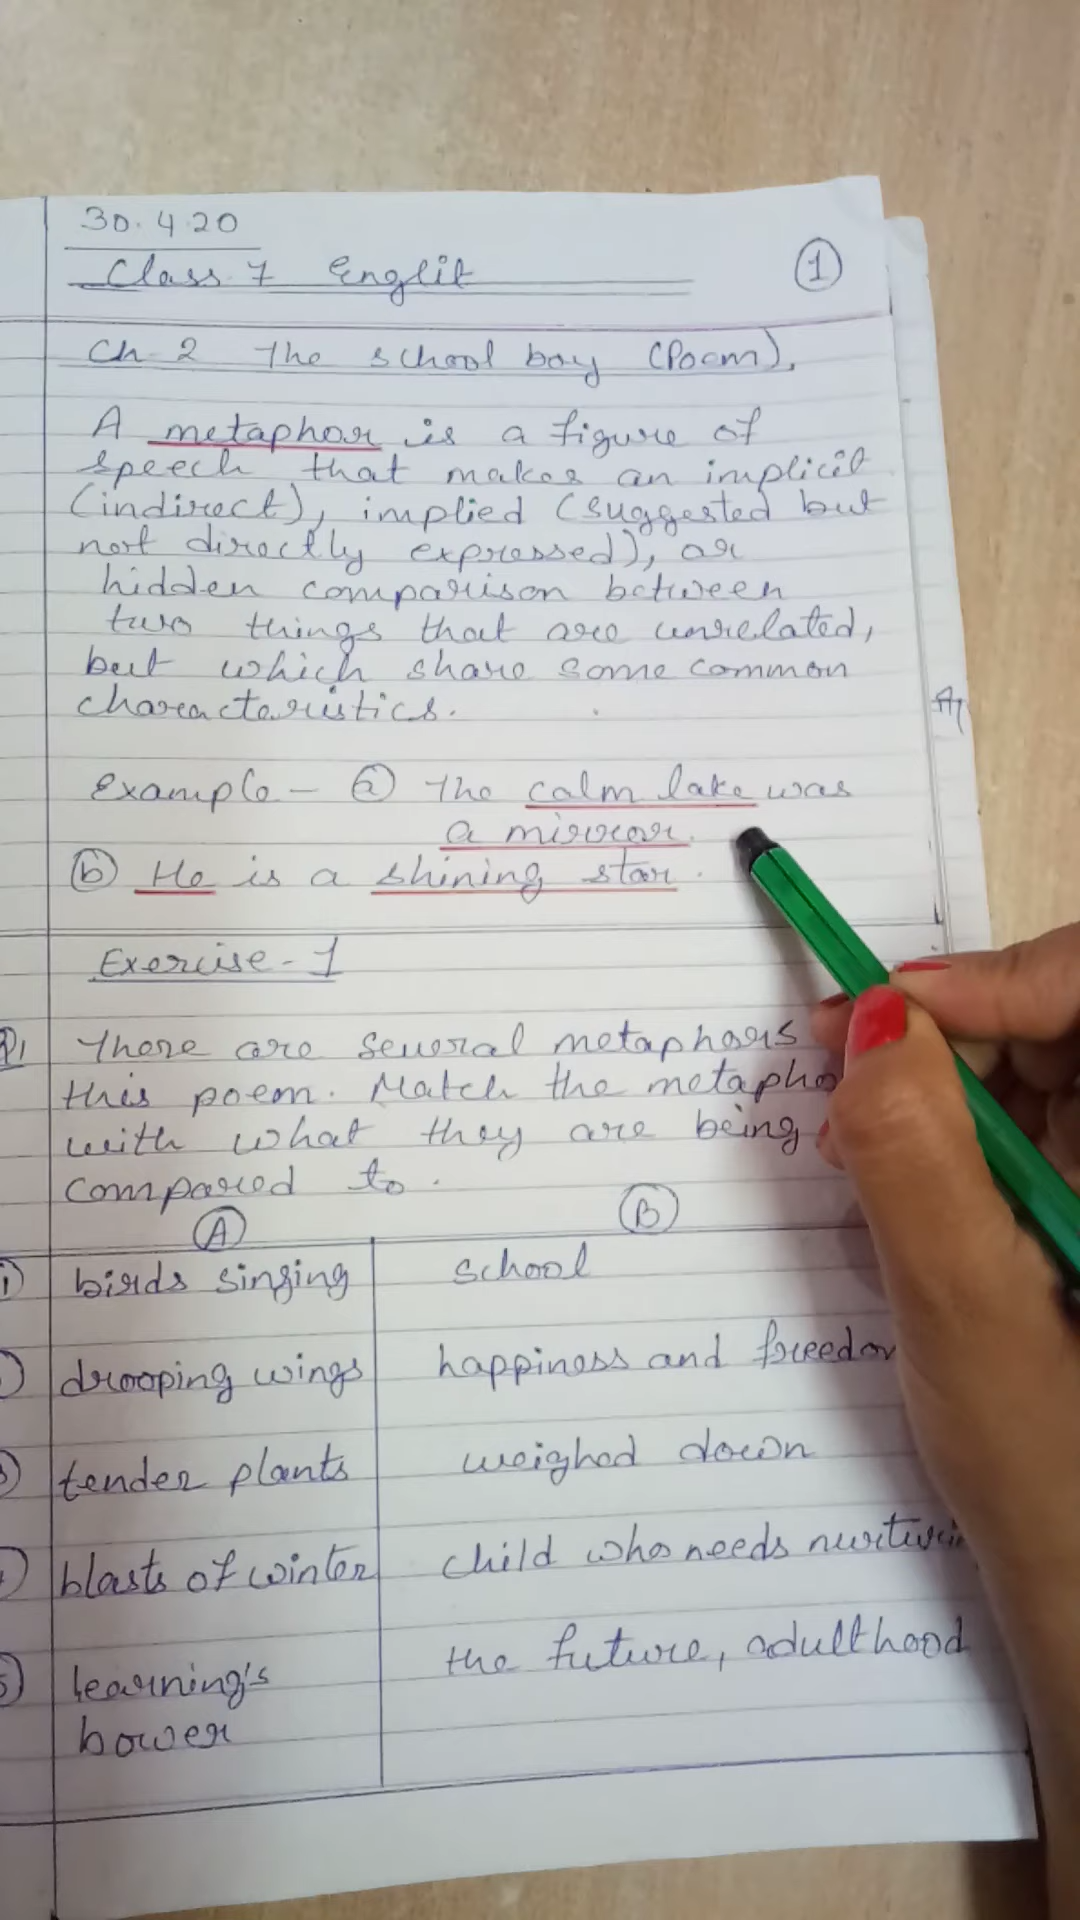 30.4.20
Class-7 Englit
1
Ch-2 The school boy (Poem).
A metaphor is a figure of
speech that makes an implicit
(indirect), implied (suggested but
not directly expressed), or
hidden comparison between
two things that are unrelated,
but which share some common
characteristics.
Example - (a) The calm lake was
a mirror.
(b) He is a shining star.
Exercise - 1
There are several metaphors
this poem. Match the metapho
with what they are being
compared to.
(A) (B)
birds singing school
drooping wings happiness and freedo
tender plants weighed down
blasts of winter child who needs nurturi
5) learning's the future, adulthood
bower